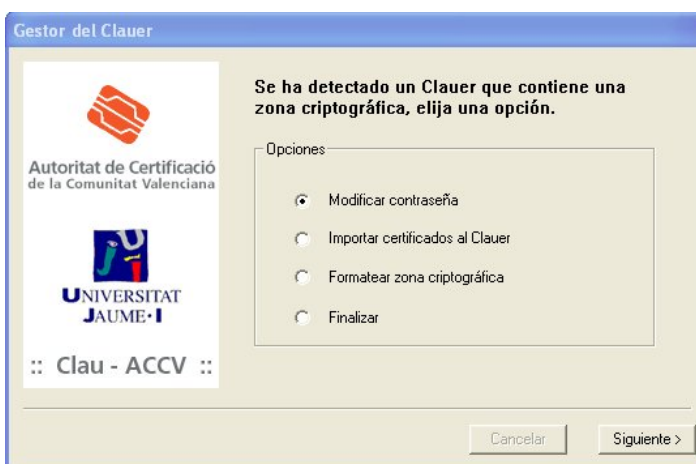 Gestor del Clauer
Autoritat de Certificació
de la Comunitat Valenciana
UNIVERSITAT
JAUME·I
:: Clau - ACCV ::
Se ha detectado un Clauer que contiene una
zona criptográfica, elija una opción.
Opciones
Modificar contraseña
Importar certificados al Clauer
Formatear zona criptográfica
Finalizar
Cancelar
Siguiente >